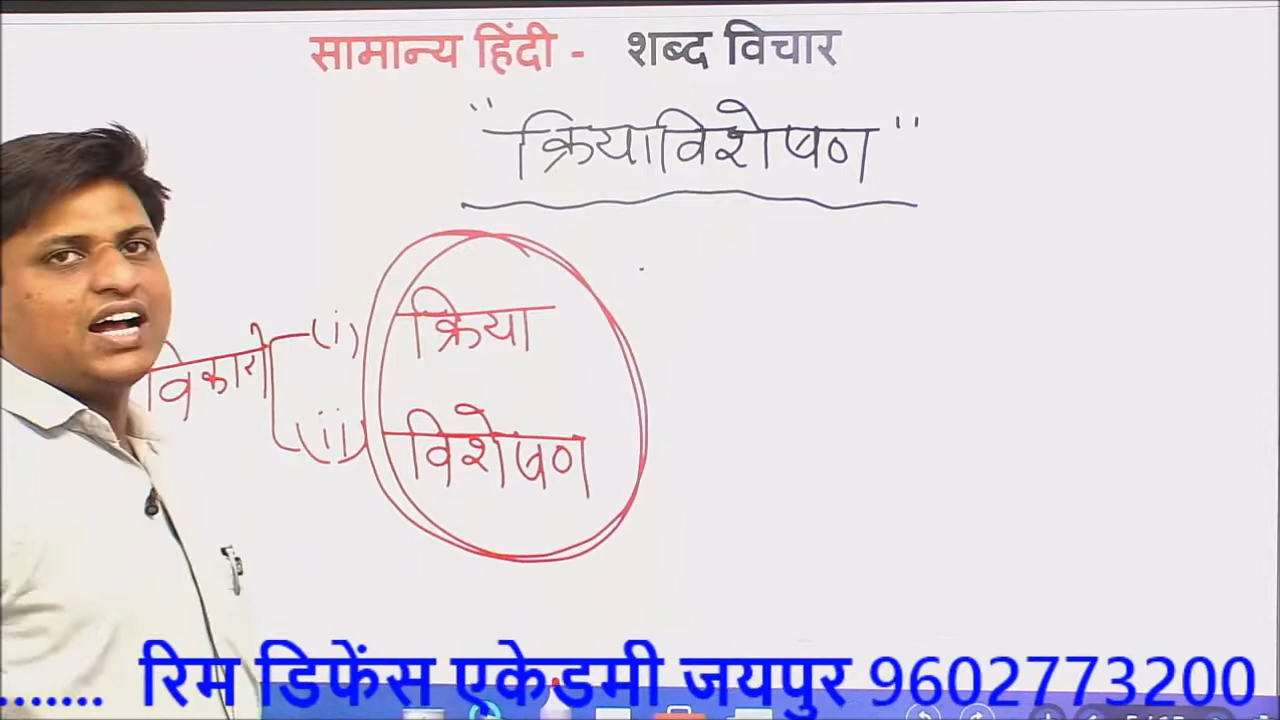 सामान्य हिंदी - शब्द विचार
"क्रियाविशेषण"
(i) क्रिया
विकारी
(ii) विशेषण
....... रिम डिफेंस एकेडमी जयपुर 9602773200